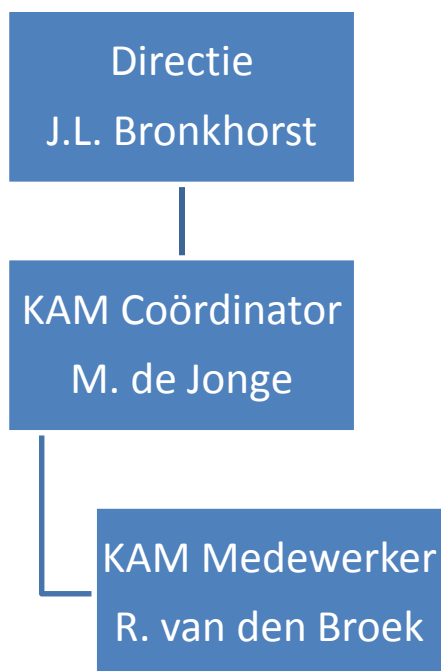 Directie
J.L. Bronkhorst
KAM Coördinator
M. de Jonge
KAM Medewerker
R. van den Broek